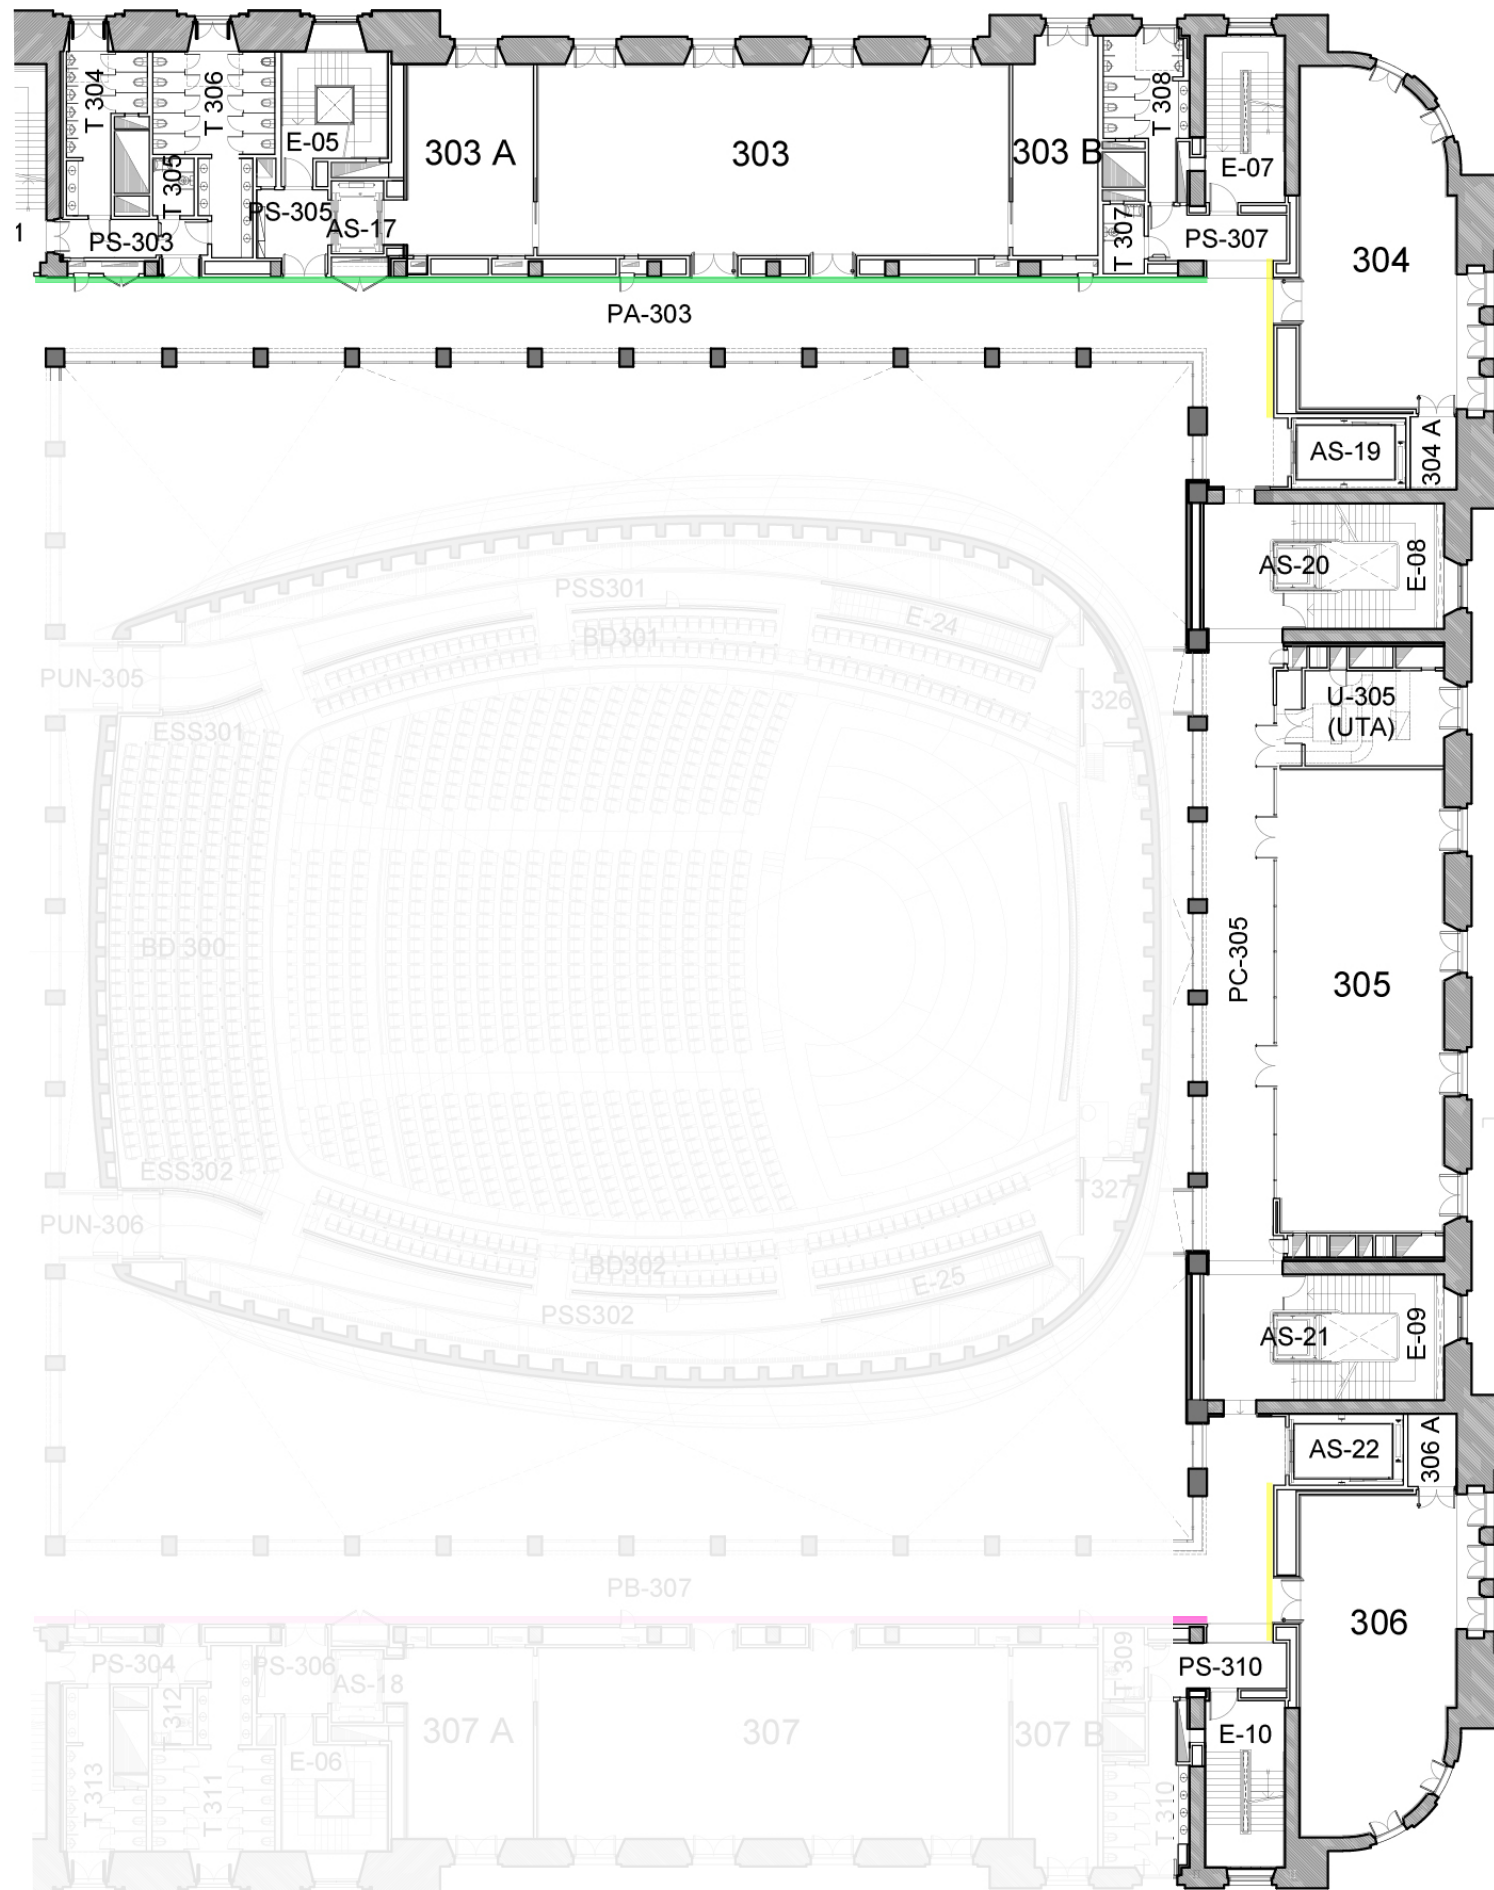 T 304
T 306
E-05
T 305
PS-305
AS-17
1
PS-303
303 A
303
303 B
T 308
E-07
T 307
PS-307
304
PA-303
AS-19
304 A
AS-20
E-08
PSS301
E-24
BD301
PUN-305
ESS301
T326
U-305
(UTA)
BD 300
PC-305
305
ESS302
T327
PUN-306
BD302
E-25
PSS302
AS-21
E-09
AS-22
306 A
PB-307
306
PS-304
PS-306
AS-18
T 309
PS-310
T 312
307 A
307
307 B
E-10
E-06
T 313
T 311
T 310